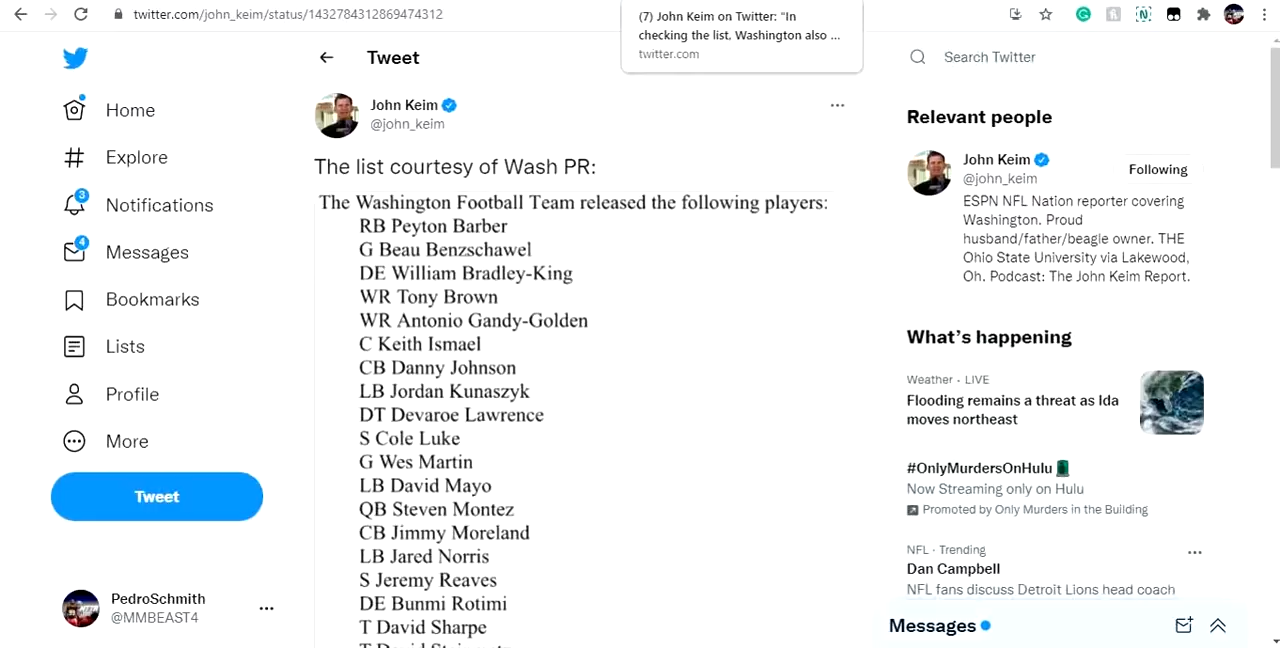 twitter.com/john_keim/status/1432784312869474312
(7) John Keim on Twitter: "In
checking the list, Washington also ...
twitter.com
Home
Explore
3
Notifications
4
Messages
Bookmarks
Lists
Profile
More
Tweet
PedroSchmith
@MMBEAST4
...
Tweet
John Keim
@john_keim
...
The list courtesy of Wash PR:
The Washington Football Team released the following players:
RB Peyton Barber
G Beau Benzschawel
DE William Bradley-King
WR Tony Brown
WR Antonio Gandy-Golden
C Keith Ismael
CB Danny Johnson
LB Jordan Kunaszyk
DT Devaroe Lawrence
S Cole Luke
G Wes Martin
LB David Mayo
QB Steven Montez
CB Jimmy Moreland
LB Jared Norris
S Jeremy Reaves
DE Bunmi Rotimi
T David Sharpe
T David
Search Twitter
Relevant people
John Keim
@john_keim
Following
ESPN NFL Nation reporter covering
Washington. Proud
husband/father/beagle owner. THE
Ohio State University via Lakewood,
Oh. Podcast: The John Keim Report.
What's happening
Weather · LIVE
Flooding remains a threat as Ida
moves northeast
#OnlyMurdersOnHulu
Now Streaming only on Hulu
Promoted by Only Murders in the Building
NFL · Trending
...
Dan Campbell
NFL fans discuss Detroit Lions head coach
Messages